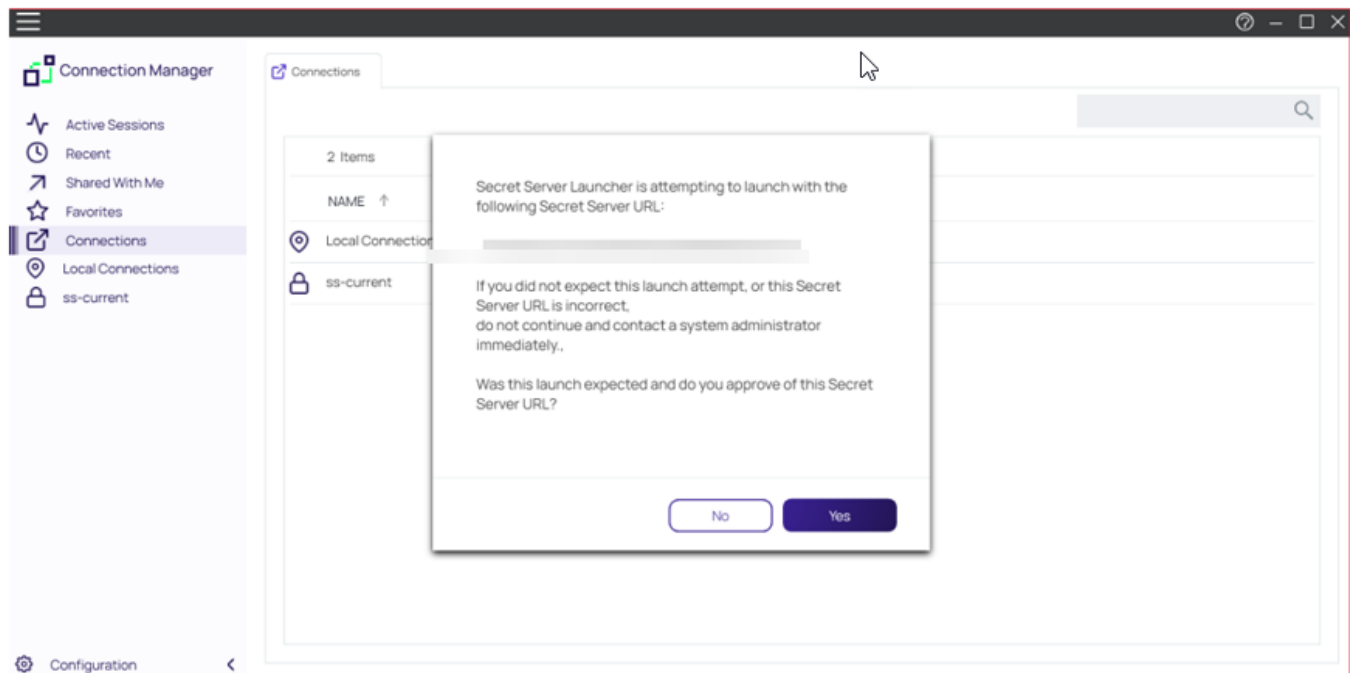 Connection Manager
Active Sessions
Recent
Shared With Me
Favorites
Connections
Local Connections
ss-current
Configuration
Connections
2 Items
NAME
Local Connection
ss-current
Secret Server Launcher is attempting to launch with the
following Secret Server URL:
If you did not expect this launch attempt, or this Secret
Server URL is incorrect,
do not continue and contact a system administrator
immediately.,
Was this launch expected and do you approve of this Secret
Server URL?
No
Yes